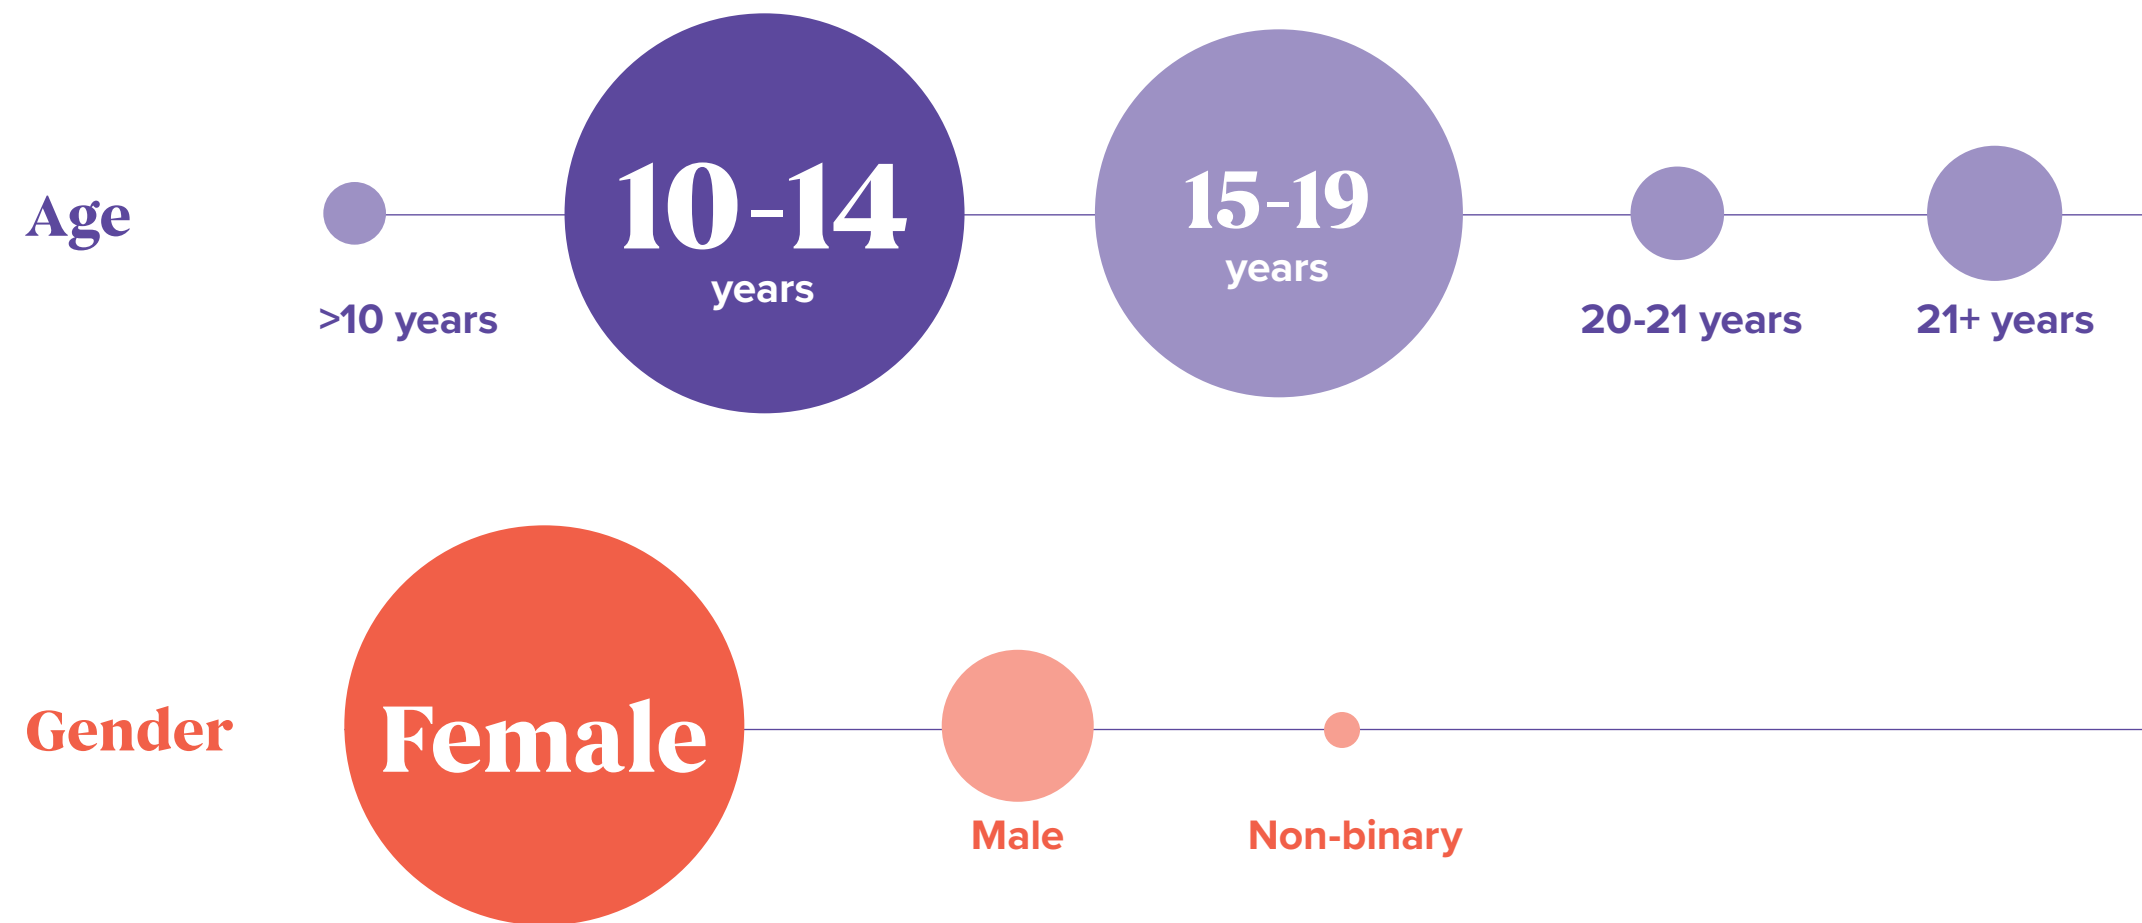 Age
>10 years
10-14
years
15-19
years
20-21 years
21+ years
Gender
Female
Male
Non-binary